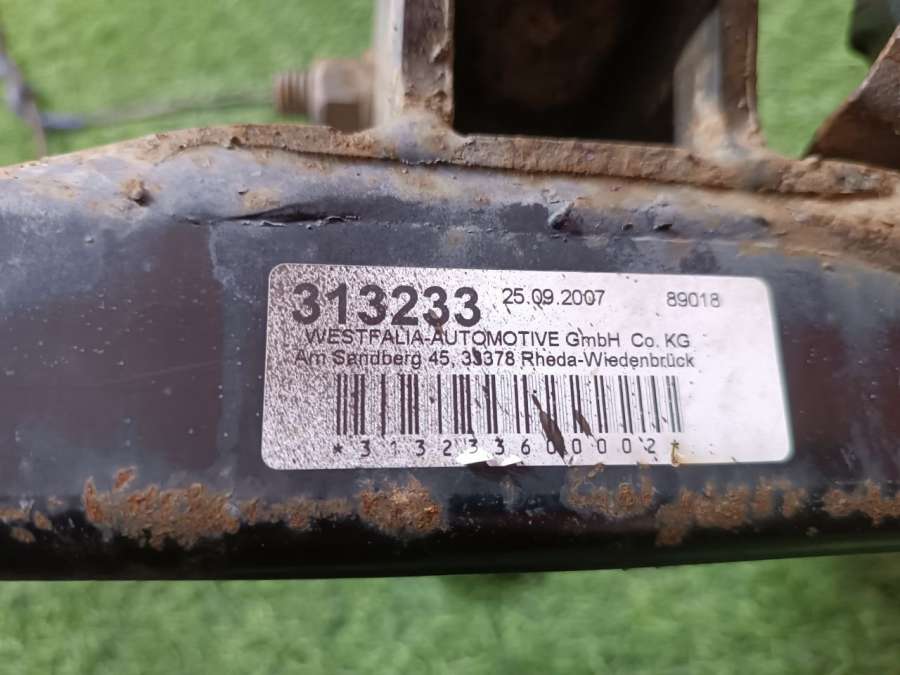 313233 25.09.2007 89018
WESTFALIA-AUTOMOTIVE GmbH Co. KG
Am Sandberg 45, 33378 Rheda-Wiedenbrück
*313233600002*